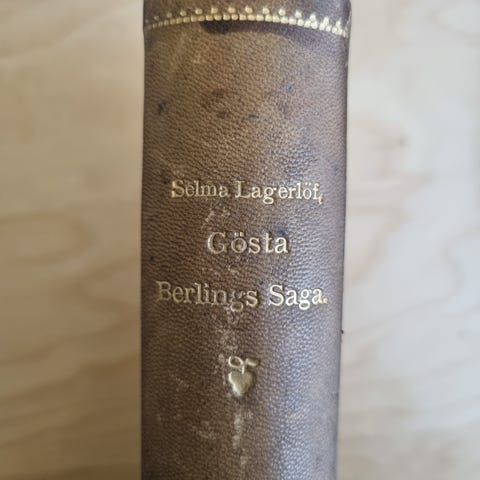 Selma Lagerlöf,
Gösta
Berlings Saga.